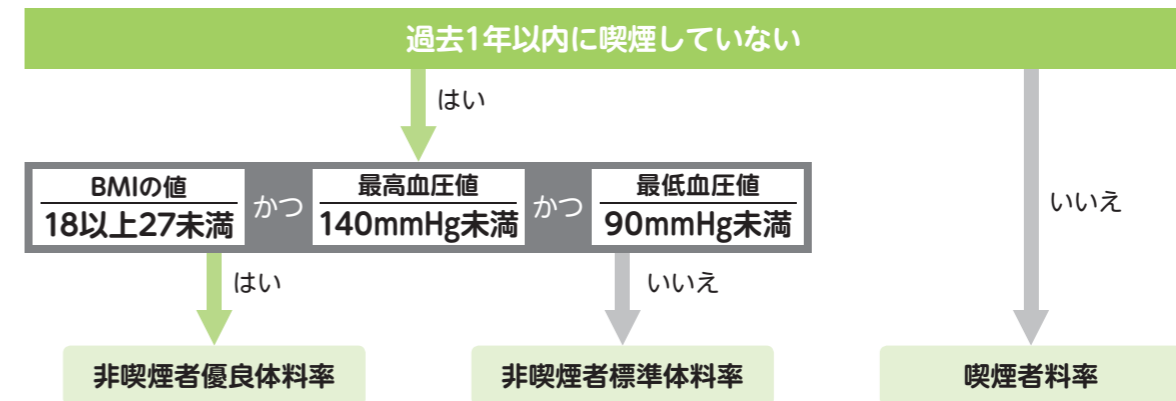 過去1年以内に喫煙していない
はい
いいえ
BMIの値
18以上27未満
かつ
最高血圧値
140mmHg未満
かつ
最低血圧値
90mmHg未満
はい
いいえ
非喫煙者優良体料率
非喫煙者標準体料率
喫煙者料率